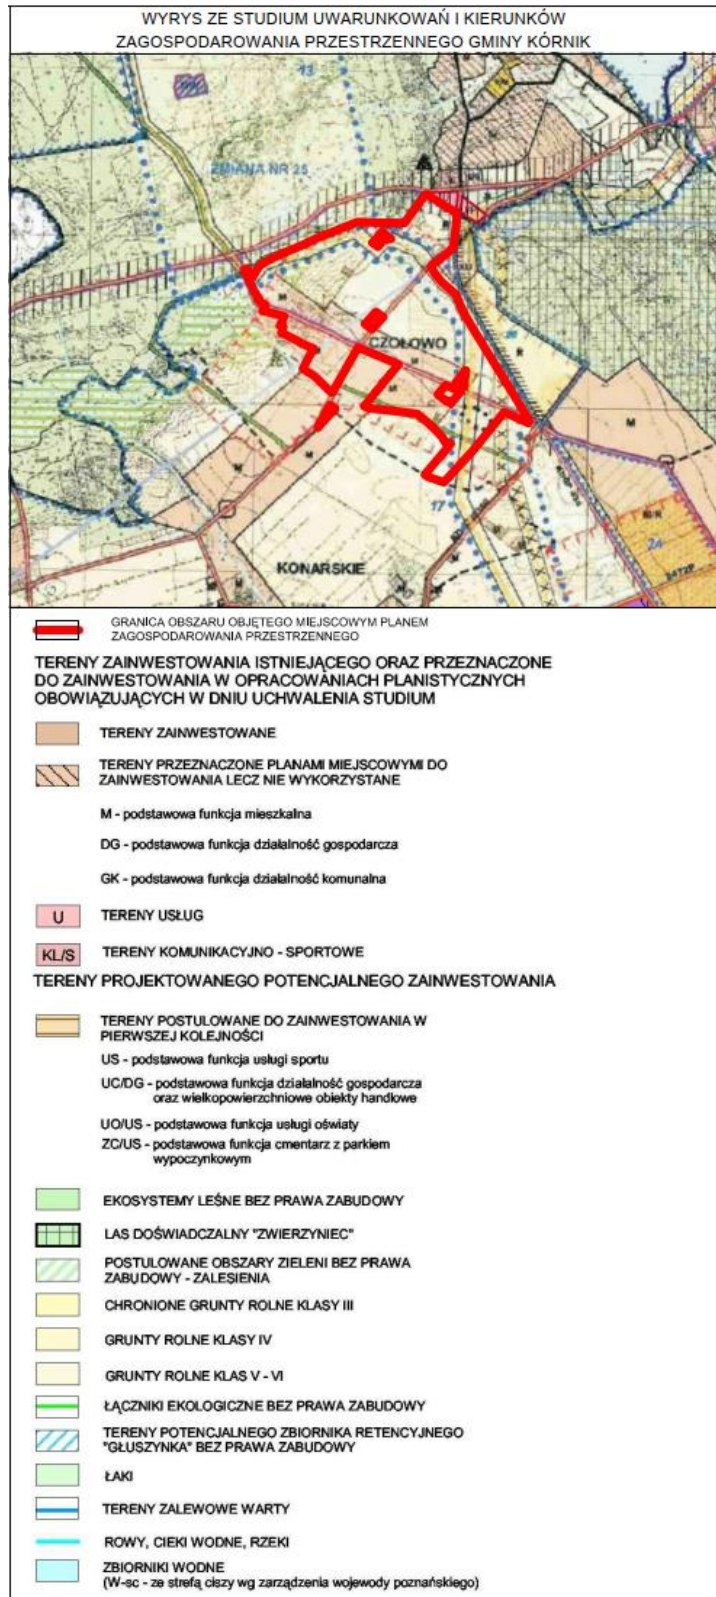 WYRYS ZE STUDIUM UWARUNKOWAŃ I KIERUNKÓW
ZAGOSPODAROWANIA PRZESTRZENNEGO GMINY KÓRNIK
13
ZMIANA NR 25
CZOŁOWO
M
M
M
R
M
M
17
KONARSKIE
M
M
26
2472P
GRANICA OBSZARU OBJĘTEGO MIEJSCOWYM PLANEM
ZAGOSPODAROWANIA PRZESTRZENNEGO
TERENY ZAINWESTOWANIA ISTNIEJĄCEGO ORAZ PRZEZNACZONE
DO ZAINWESTOWANIA W OPRACOWANIACH PLANISTYCZNYCH
OBOWIĄZUJĄCYCH W DNIU UCHWALENIA STUDIUM
TERENY ZAINWESTOWANE
TERENY PRZEZNACZONE PLANAMI MIEJSCOWYMI DO
ZAINWESTOWANIA LECZ NIE WYKORZYSTANE
M - podstawowa funkcja mieszkalna
DG - podstawowa funkcja działalność gospodarcza
GK - podstawowa funkcja działalność komunalna
U TERENY USŁUG
KL/S TERENY KOMUNIKACYJNO - SPORTOWE
TERENY PROJEKTOWANEGO POTENCJALNEGO ZAINWESTOWANIA
TERENY POSTULOWANE DO ZAINWESTOWANIA W
PIERWSZEJ KOLEJNOŚCI
US - podstawowa funkcja usługi sportu
UC/DG - podstawowa funkcja działalność gospodarcza
oraz wielkopowierzchniowe obiekty handlowe
UO/US - podstawowa funkcja usługi oświaty
ZC/US - podstawowa funkcja cmentarz z parkiem
wypoczynkowym
EKOSYSTEMY LEŚNE BEZ PRAWA ZABUDOWY
LAS DOŚWIADCZALNY "ZWIERZYNIEC"
POSTULOWANE OBSZARY ZIELENI BEZ PRAWA
ZABUDOWY - ZALESIENIA
CHRONIONE GRUNTY ROLNE KLASY III
GRUNTY ROLNE KLASY IV
GRUNTY ROLNE KLAS V - VI
ŁĄCZNIKI EKOLOGICZNE BEZ PRAWA ZABUDOWY
TERENY POTENCJALNEGO ZBIORNIKA RETENCYJNEGO
"GŁUSZYNKA" BEZ PRAWA ZABUDOWY
ŁAKI
TERENY ZALEWOWE WARTY
ROWY, CIEKI WODNE, RZEKI
ZBIORNIKI WODNE
(W-sc - ze strefą ciszy wg zarządzenia wojewody poznańskiego)